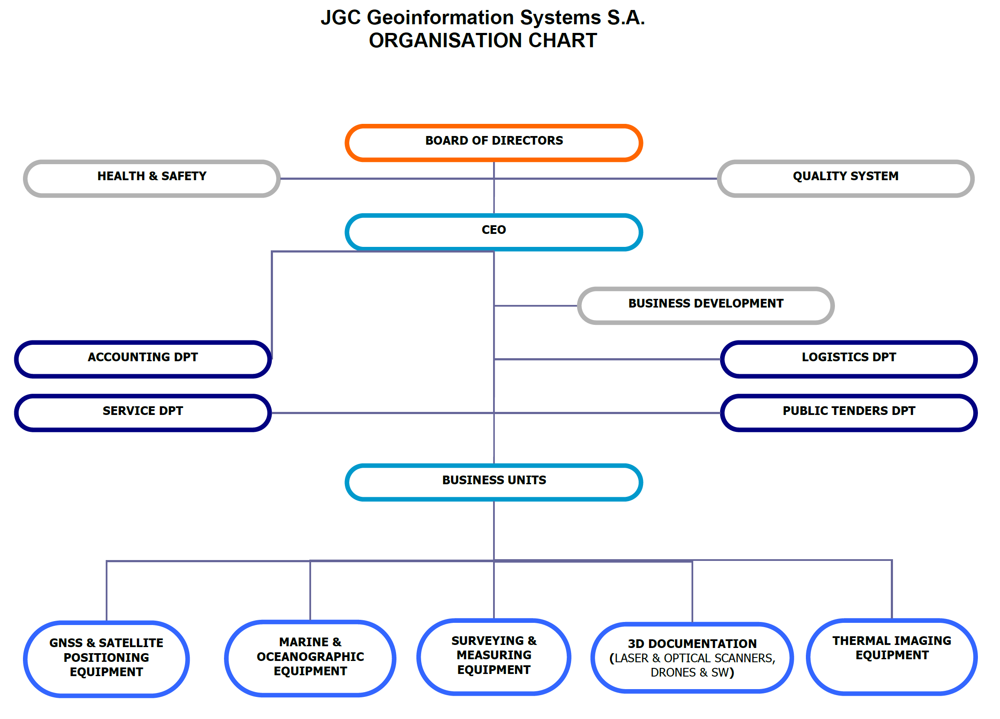 JGC Geoinformation Systems S.A.
ORGANISATION CHART
BOARD OF DIRECTORS
HEALTH & SAFETY
QUALITY SYSTEM
CEO
BUSINESS DEVELOPMENT
ACCOUNTING DPT
LOGISTICS DPT
SERVICE DPT
PUBLIC TENDERS DPT
BUSINESS UNITS
GNSS & SATELLITE
POSITIONING
EQUIPMENT
MARINE &
OCEANOGRAPHIC
EQUIPMENT
SURVEYING &
MEASURING
EQUIPMENT
3D DOCUMENTATION
(LASER & OPTICAL SCANNERS,
DRONES & SW)
THERMAL IMAGING
EQUIPMENT